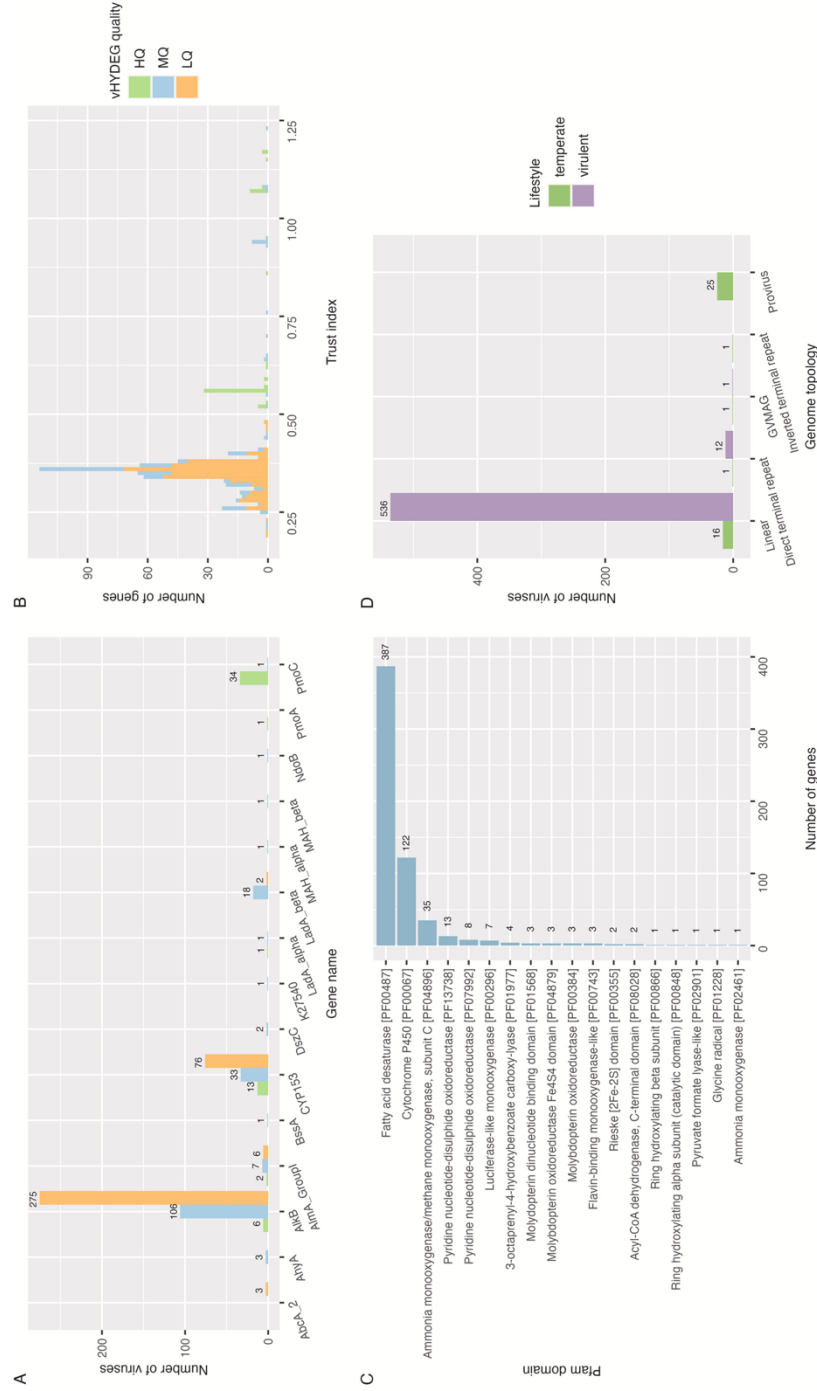 A
Number of viruses
200
100
0
3
3
6
106
275
2
7
6
1
13
33
76
2
1
1
1
18
2
1
1
1
1
34
1
AbcA_2
AhyA
AlkB
AlmA_GroupI
BssA
CYP153
DszC
K27540
LadA_alpha
LadA_beta
MAH_alpha
MAH_beta
NdoB
PmoA
PmoC
Gene name
B
Number of genes
90
60
30
0
0.25
0.50
0.75
1.00
1.25
Trust index
vHYDEG quality
HQ
MQ
LQ
C
Pfam domain
Fatty acid desaturase [PF00487]
Cytochrome P450 [PF00067]
Ammonia monooxygenase/methane monooxygenase, subunit C [PF04896]
Pyridine nucleotide-disulphide oxidoreductase [PF13738]
Pyridine nucleotide-disulphide oxidoreductase [PF07992]
Luciferase-like monooxygenase [PF00296]
3-octaprenyl-4-hydroxybenzoate carboxy-lyase [PF01977]
Molydopterin dinucleotide binding domain [PF01568]
Molybdopterin oxidoreductase Fe4S4 domain [PF04879]
Molybdopterin oxidoreductase [PF00384]
Flavin-binding monooxygenase-like [PF00743]
Rieske [2Fe-2S] domain [PF00355]
Acyl-CoA dehydrogenase, C-terminal domain [PF08028]
Ring hydroxylating beta subunit [PF00866]
Ring hydroxylating alpha subunit (catalytic domain) [PF00848]
Pyruvate formate lyase-like [PF02901]
Glycine radical [PF01228]
Ammonia monooxygenase [PF02461]
387
122
35
13
8
7
4
3
3
3
3
2
2
1
1
1
1
1
0
100
200
300
400
Number of genes
D
Number of viruses
400
200
0
16
536
1
12
1
1
1
25
Linear
Direct terminal repeat
GVMAG
Inverred terminal repeat
Provirus
Genome topology
Lifestyle
temperate
virulent